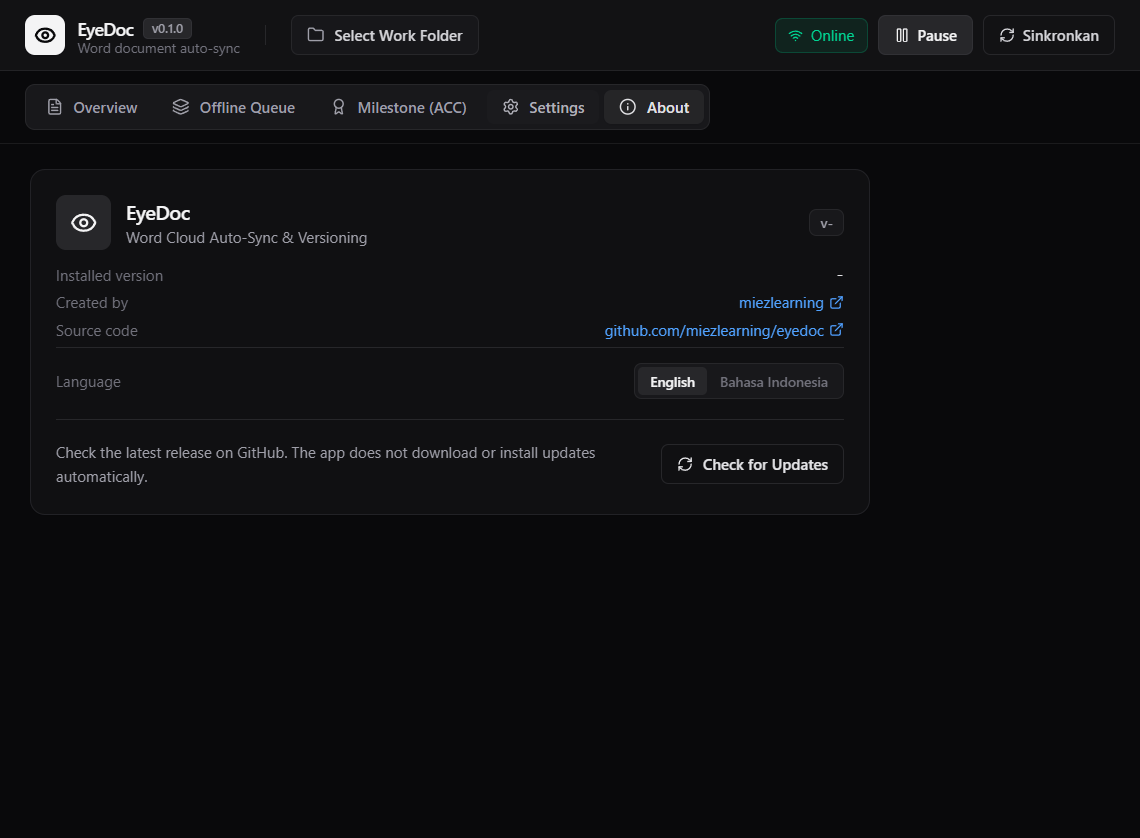 EyeDoc v0.1.0
Word document auto-sync
Select Work Folder
Online
Pause
Sinkronkan
Overview
Offline Queue
Milestone (ACC)
Settings
About
EyeDoc
Word Cloud Auto-Sync & Versioning
v-
Installed version -
Created by miezlearning
Source code github.com/miezlearning/eyedoc
Language English Bahasa Indonesia
Check the latest release on GitHub. The app does not download or install updates
automatically.
Check for Updates